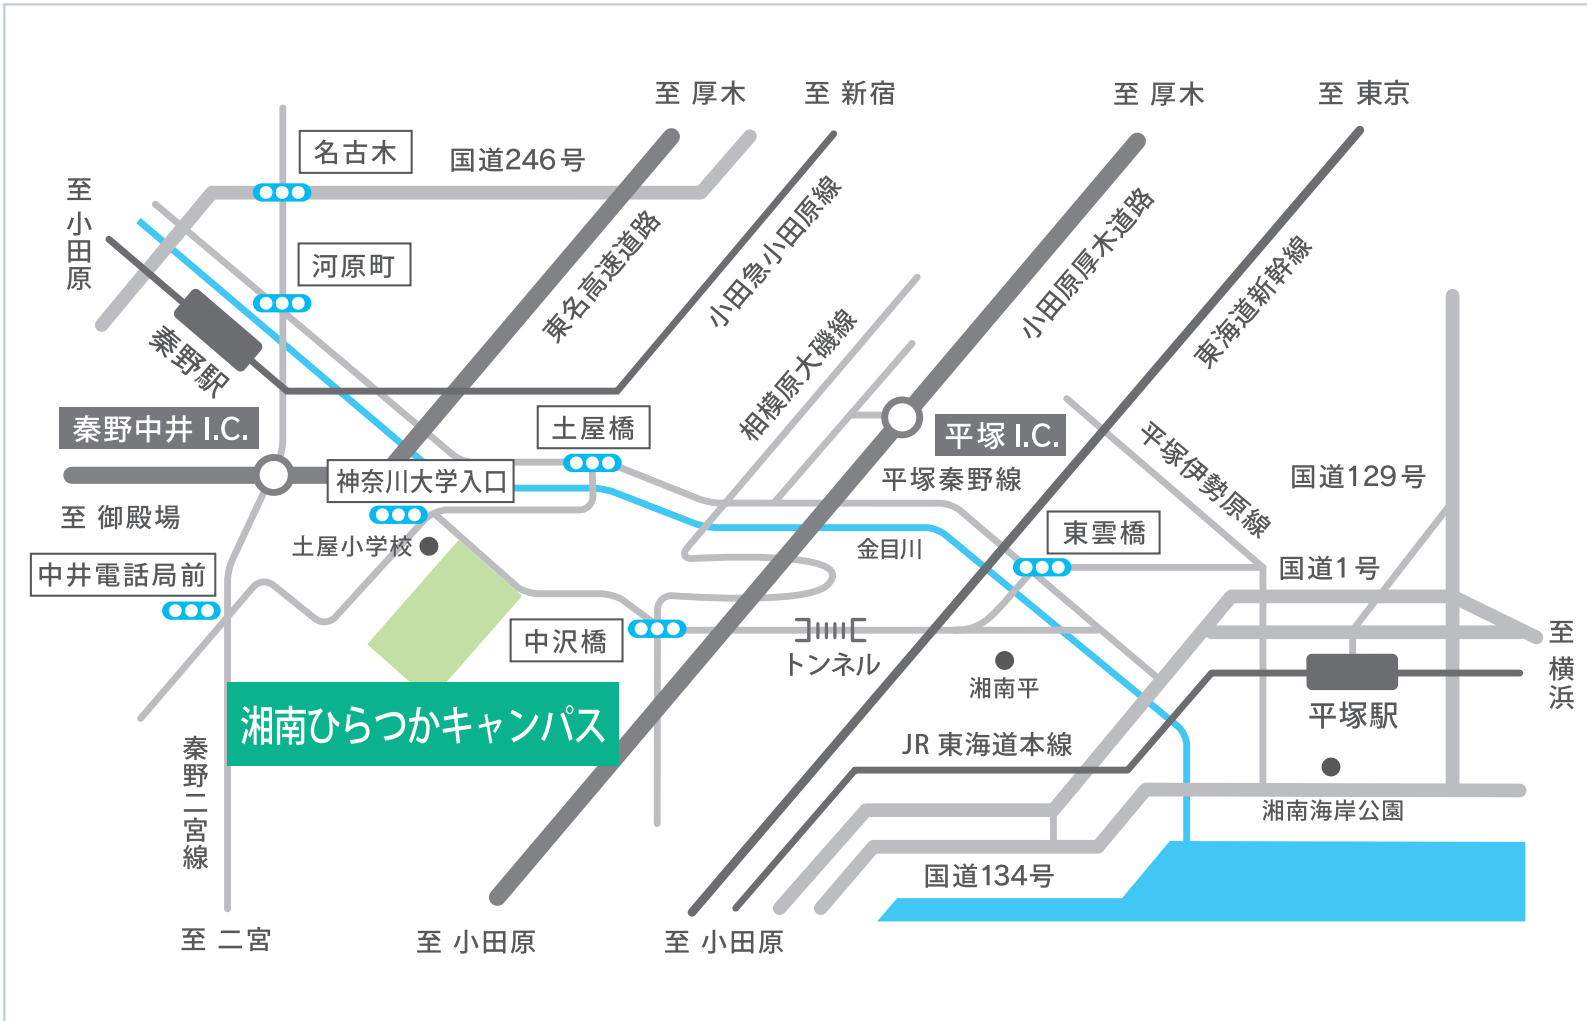 至 厚木
至 新宿
至 厚木
至 東京
名古木
国道246号
至 小田原
河原町
東名高速道路
小田急小田原線
小田原厚木道路
東海道新幹線
秦野駅
相模原大磯線
秦野中井 I.C.
土屋橋
平塚 I.C.
平塚伊勢原線
神奈川大学入口
平塚秦野線
国道129号
至 御殿場
土屋小学校
金目川
東雲橋
中井電話局前
国道1号
中沢橋
トンネル
湘南平
至 横浜
湘南ひらつかキャンパス
平塚駅
JR 東海道本線
秦野二宮線
湘南海岸公園
国道134号
至 二宮
至 小田原
至 小田原